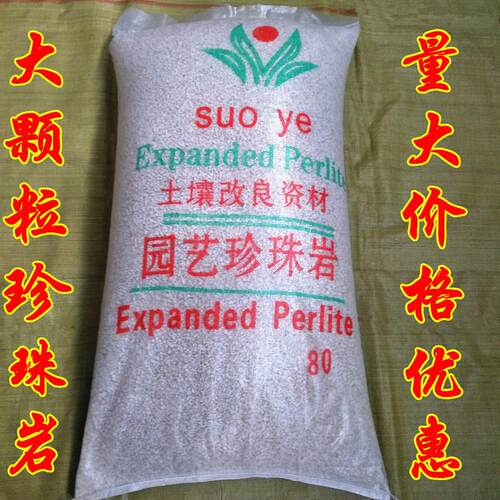 大颗粒珍珠岩
suo ye
Expanded Perlite
土壤改良资材
园艺珍珠岩
Expanded Perlite
80
量大价格优惠